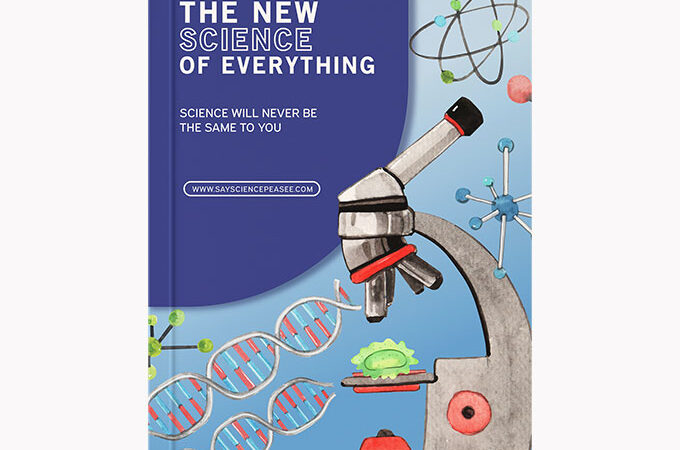 THE NEW
SCIENCE
OF EVERYTHING
SCIENCE WILL NEVER BE
THE SAME TO YOU
WWW.SAYSCIENCEPEASEE.COM